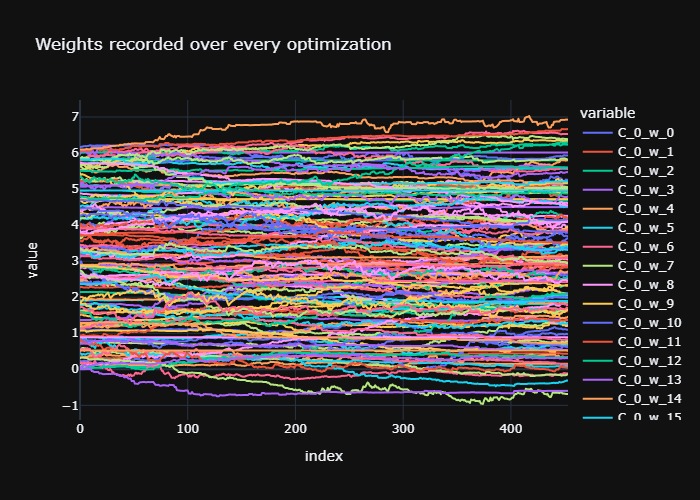 Weights recorded over every optimization
variable
C_0_w_0
C_0_w_1
C_0_w_2
C_0_w_3
C_0_w_4
C_0_w_5
C_0_w_6
C_0_w_7
C_0_w_8
C_0_w_9
C_0_w_10
C_0_w_11
C_0_w_12
C_0_w_13
C_0_w_14
C_0_w_15
7
6
5
4
3
2
1
0
−1
value
0 100 200 300 400
index